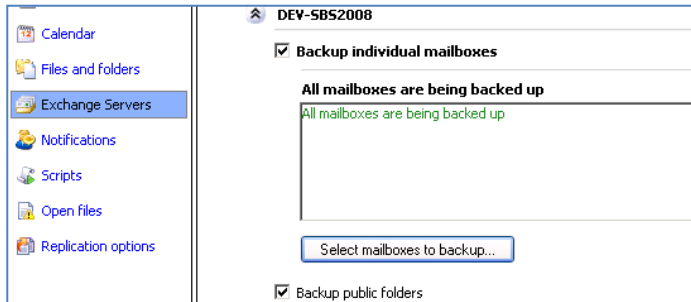 Calendar
Files and folders
Exchange Servers
Notifications
Scripts
Open files
Replication options
DEV-SBS2008
Backup individual mailboxes
All mailboxes are being backed up
All mailboxes are being backed up
Select mailboxes to backup...
Backup public folders